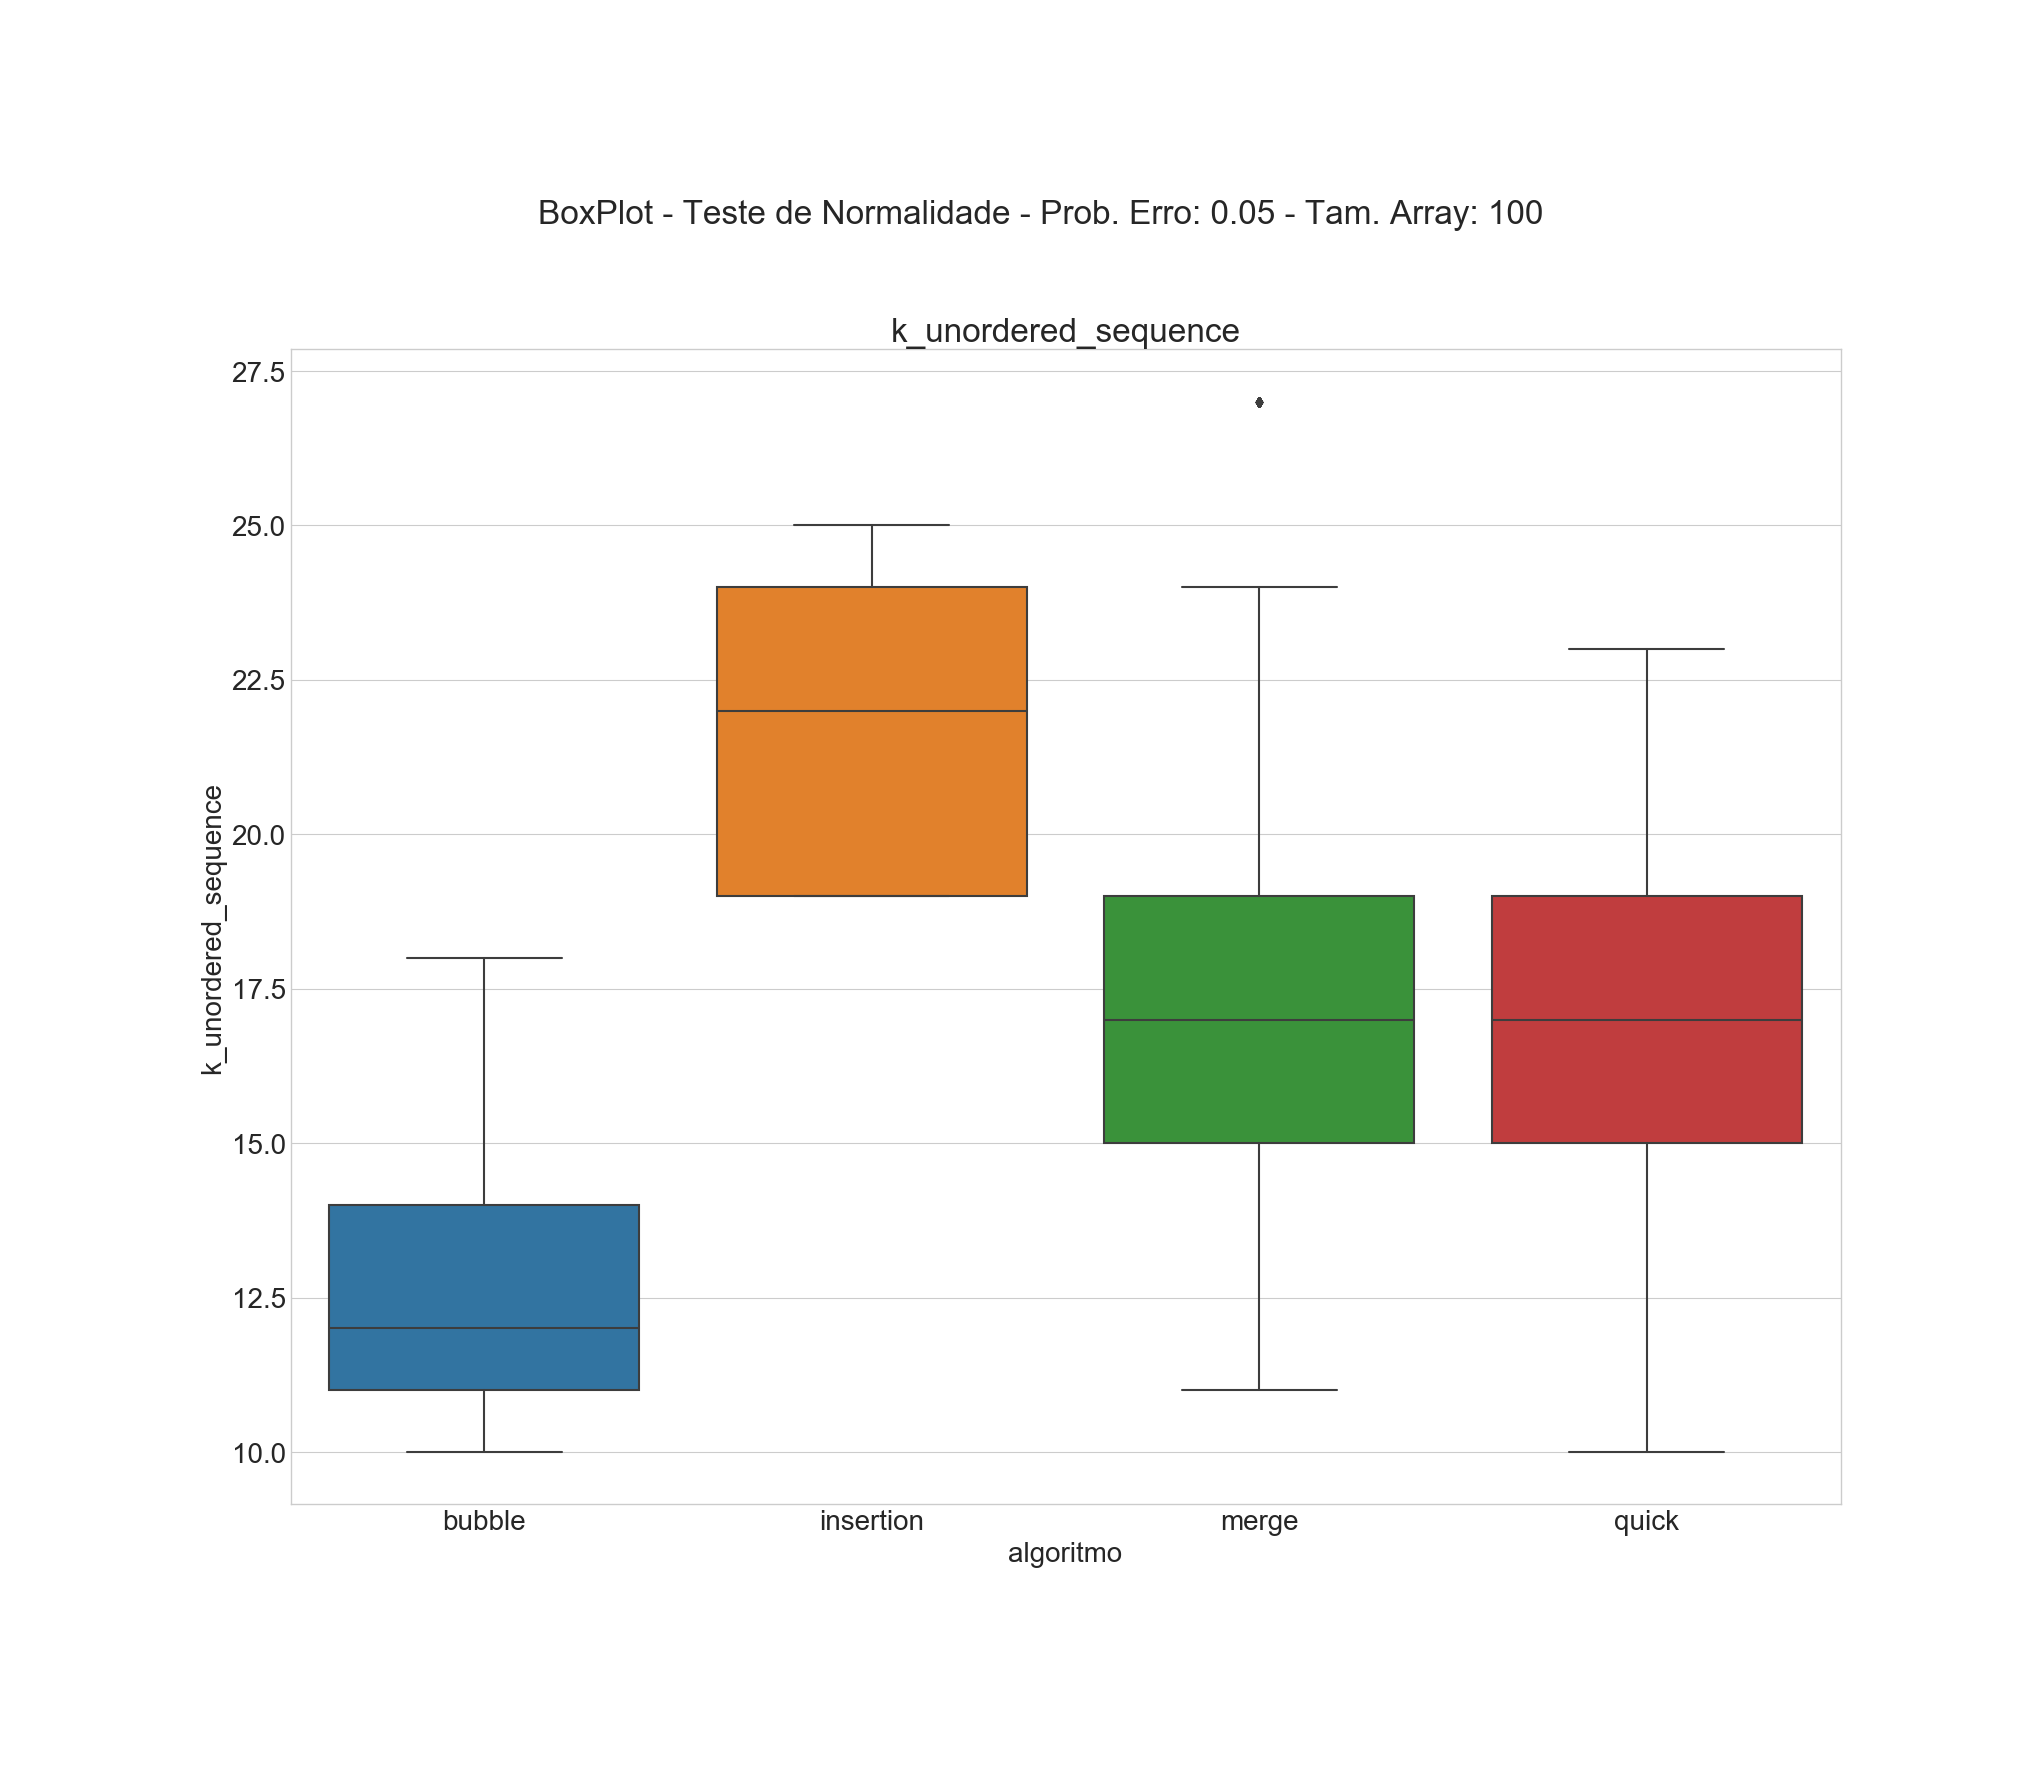 BoxPlot - Teste de Normalidade - Prob. Erro: 0.05 - Tam. Array: 100
k_unordered_sequence
27.5
25.0
22.5
20.0
17.5
15.0
12.5
10.0
k_unordered_sequence
bubble insertion merge quick
algoritmo